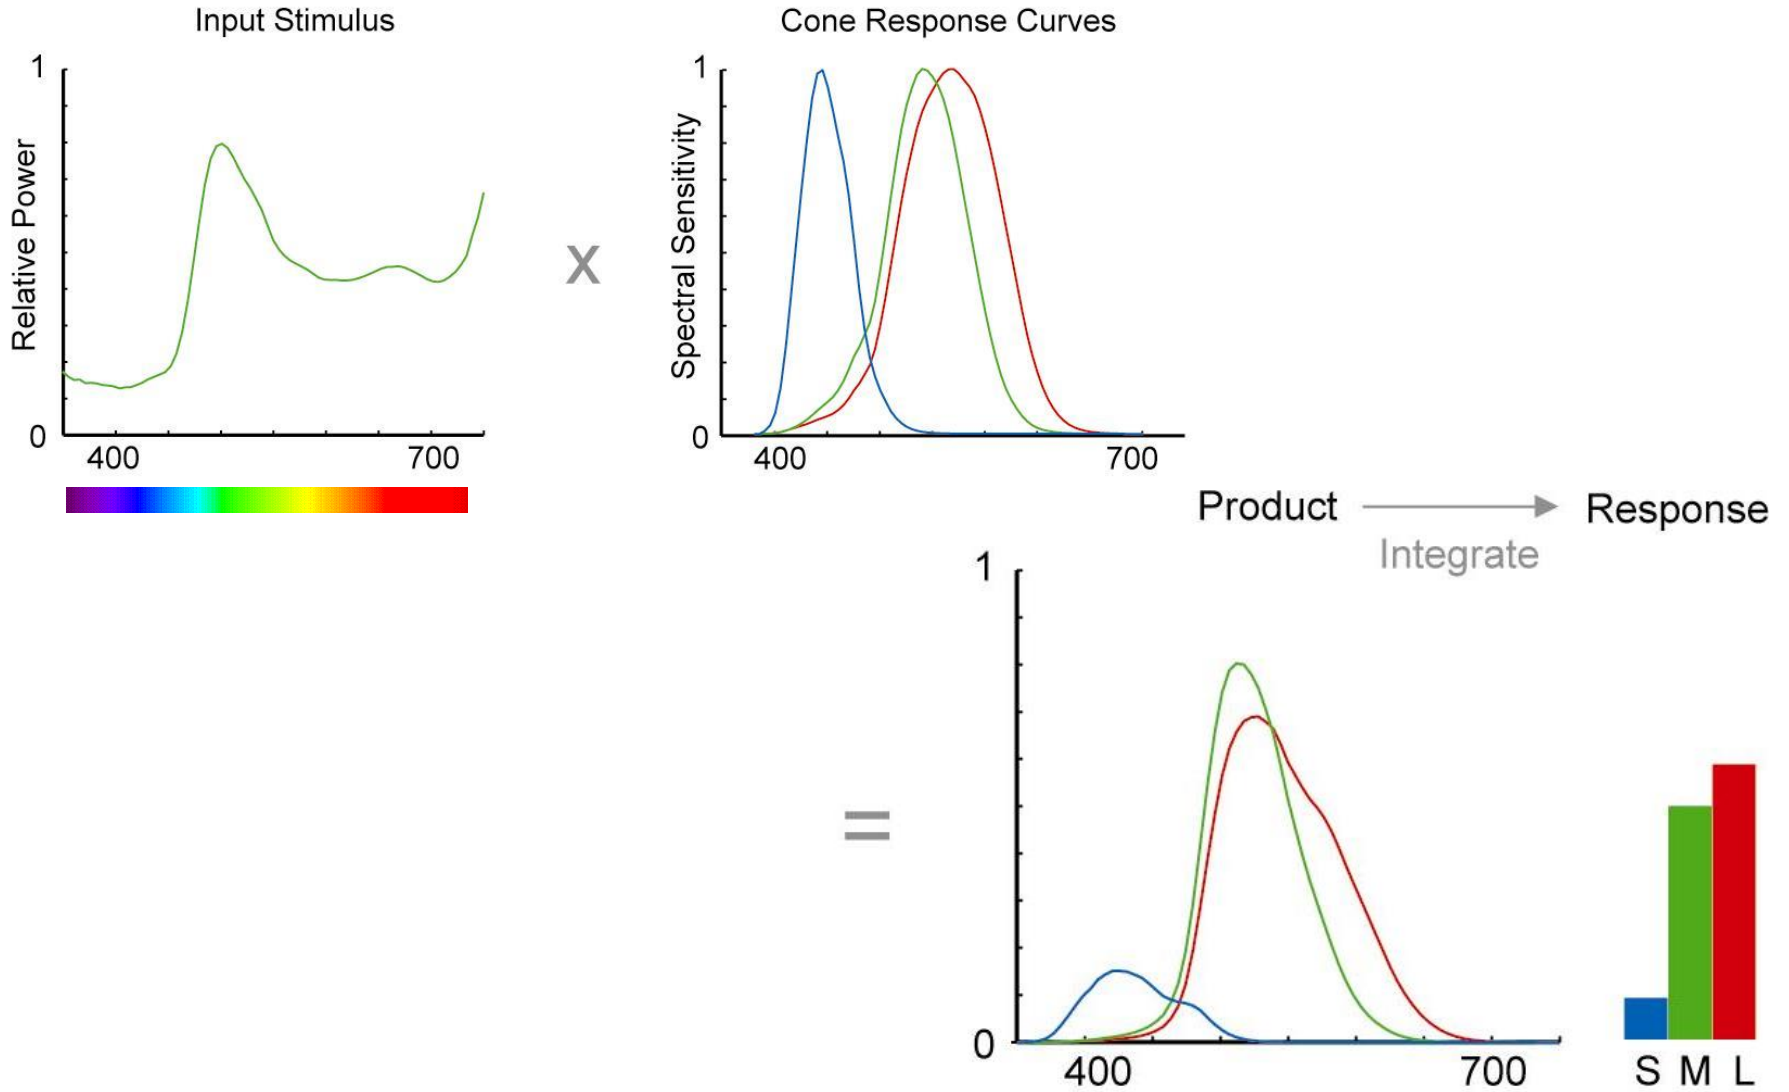 Input Stimulus
1
Relative Power
0
400 700
x
Cone Response Curves
1
Spectral Sensitivity
0
400 700
Product Response
Integrate
=
1
0
400 700
S M L